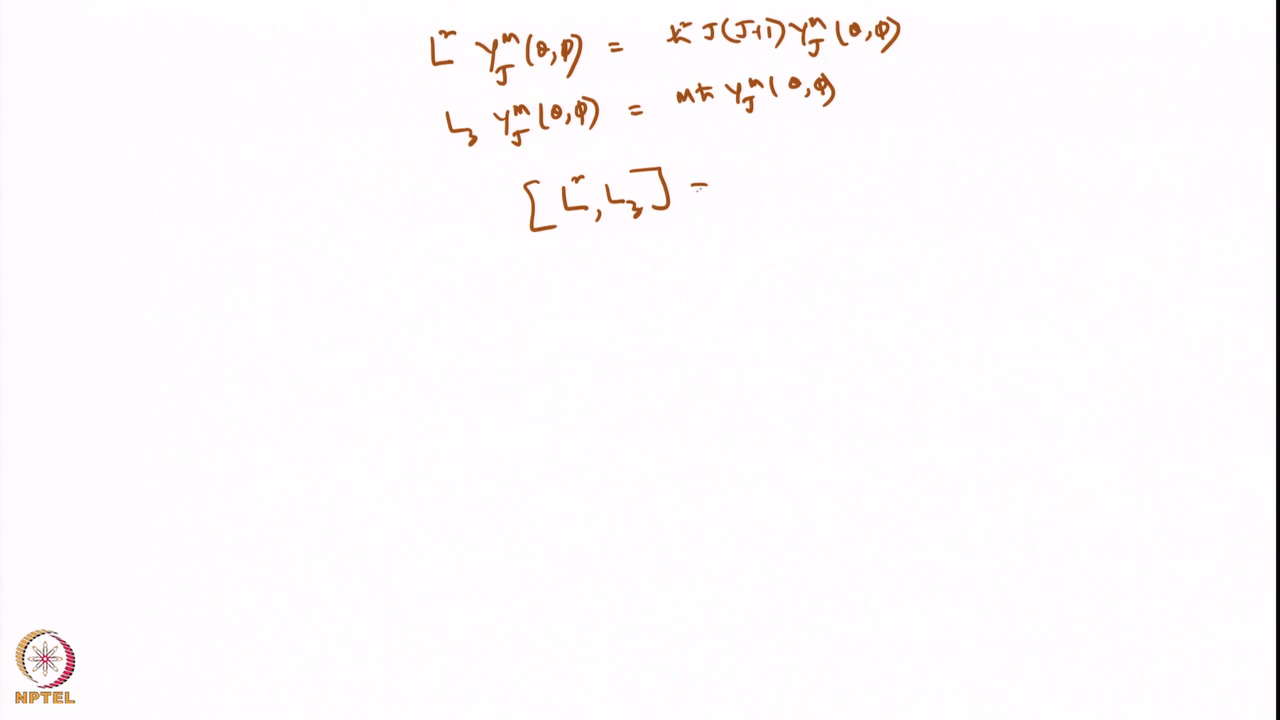 L² Y_J^m (θ,φ) = ℏ² J(J+1) Y_J^m (θ,φ)
L_z Y_J^m (θ,φ) = mℏ Y_J^m (θ,φ)
[L², L_z] =
NPTEL